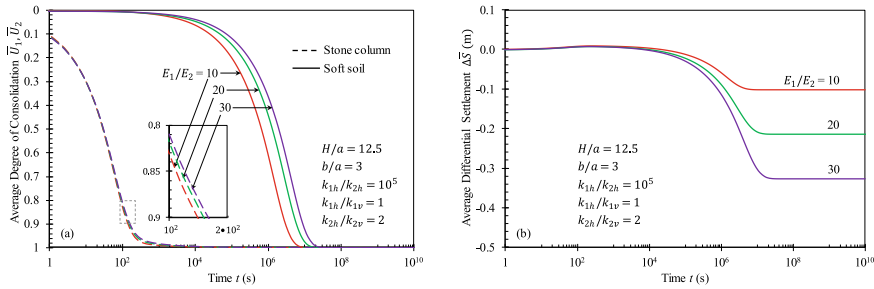 0
0.1
0.2
0.3
0.4
0.5
0.6
0.7
0.8
0.9
1
Average Degree of Consolidation U̅₁, U̅₂
Stone column
Soft soil
E₁/E₂ = 10
20
30
0.8
0.85
0.9
10²
2•10²
H/a = 12.5
b/a = 3
k₁ₕ/k₂ₕ = 10⁵
k₁ₕ/k₁ᵥ = 1
k₂ₕ/k₂ᵥ = 2
(a)
1
10²
10⁴
10⁶
10⁸
10¹⁰
Time t (s)
0.1
0.0
-0.1
-0.2
-0.3
-0.4
-0.5
Average Differential Settlement ΔS̅ (m)
E₁/E₂ = 10
20
30
H/a = 12.5
b/a = 3
k₁ₕ/k₂ₕ = 10⁵
k₁ₕ/k₁ᵥ = 1
k₂ₕ/k₂ᵥ = 2
(b)
1
10²
10⁴
10⁶
10⁸
10¹⁰
Time t (s)